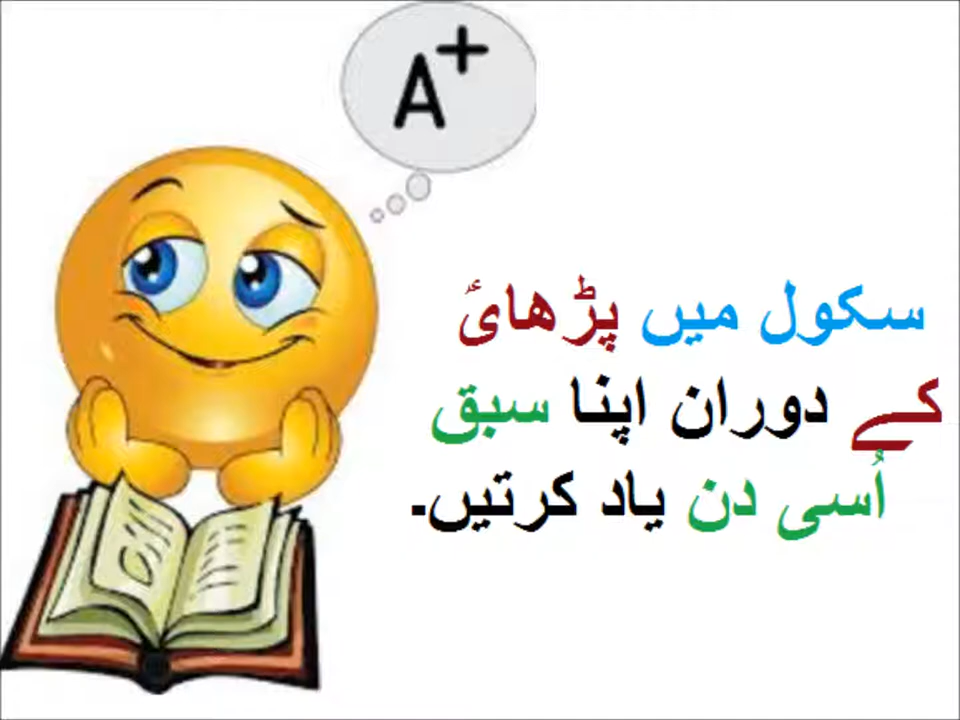 A+
سکول میں پڑھائ
کے دوران اپنا سبق
اُسی دن یاد کرتیں۔